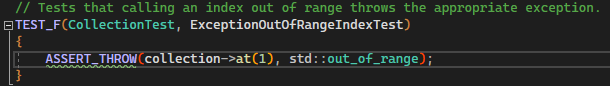 // Tests that calling an index out of range throws the appropriate exception.
TEST_F(CollectionTest, ExceptionOutOfRangeIndexTest)
{
ASSERT_THROW(collection->at(1), std::out_of_range);
}